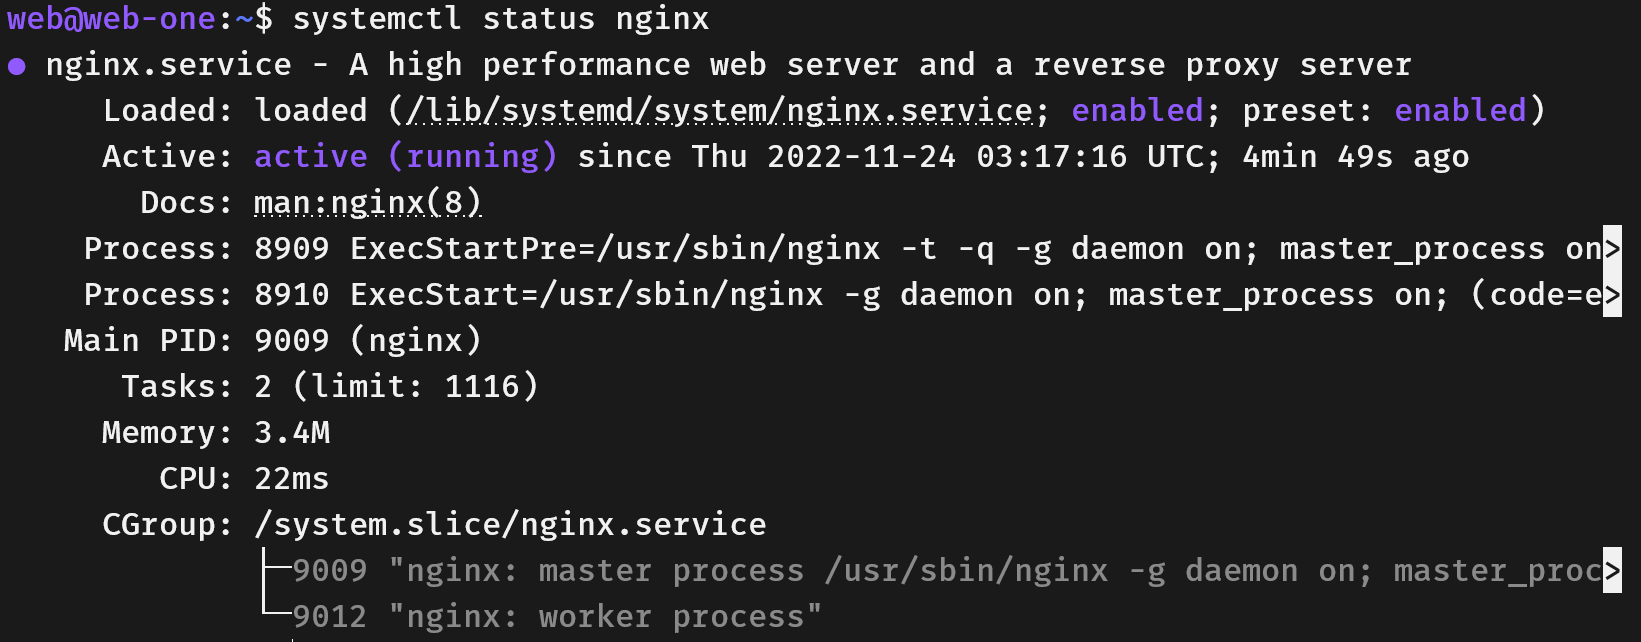 web@web-one:~$ systemctl status nginx
● nginx.service - A high performance web server and a reverse proxy server
     Loaded: loaded (/lib/systemd/system/nginx.service; enabled; preset: enabled)
     Active: active (running) since Thu 2022-11-24 03:17:16 UTC; 4min 49s ago
       Docs: man:nginx(8)
    Process: 8909 ExecStartPre=/usr/sbin/nginx -t -q -g daemon on; master_process on>
    Process: 8910 ExecStart=/usr/sbin/nginx -g daemon on; master_process on; (code=e>
   Main PID: 9009 (nginx)
      Tasks: 2 (limit: 1116)
     Memory: 3.4M
        CPU: 22ms
     CGroup: /system.slice/nginx.service
             ├─9009 "nginx: master process /usr/sbin/nginx -g daemon on; master_proc>
             └─9012 "nginx: worker process"